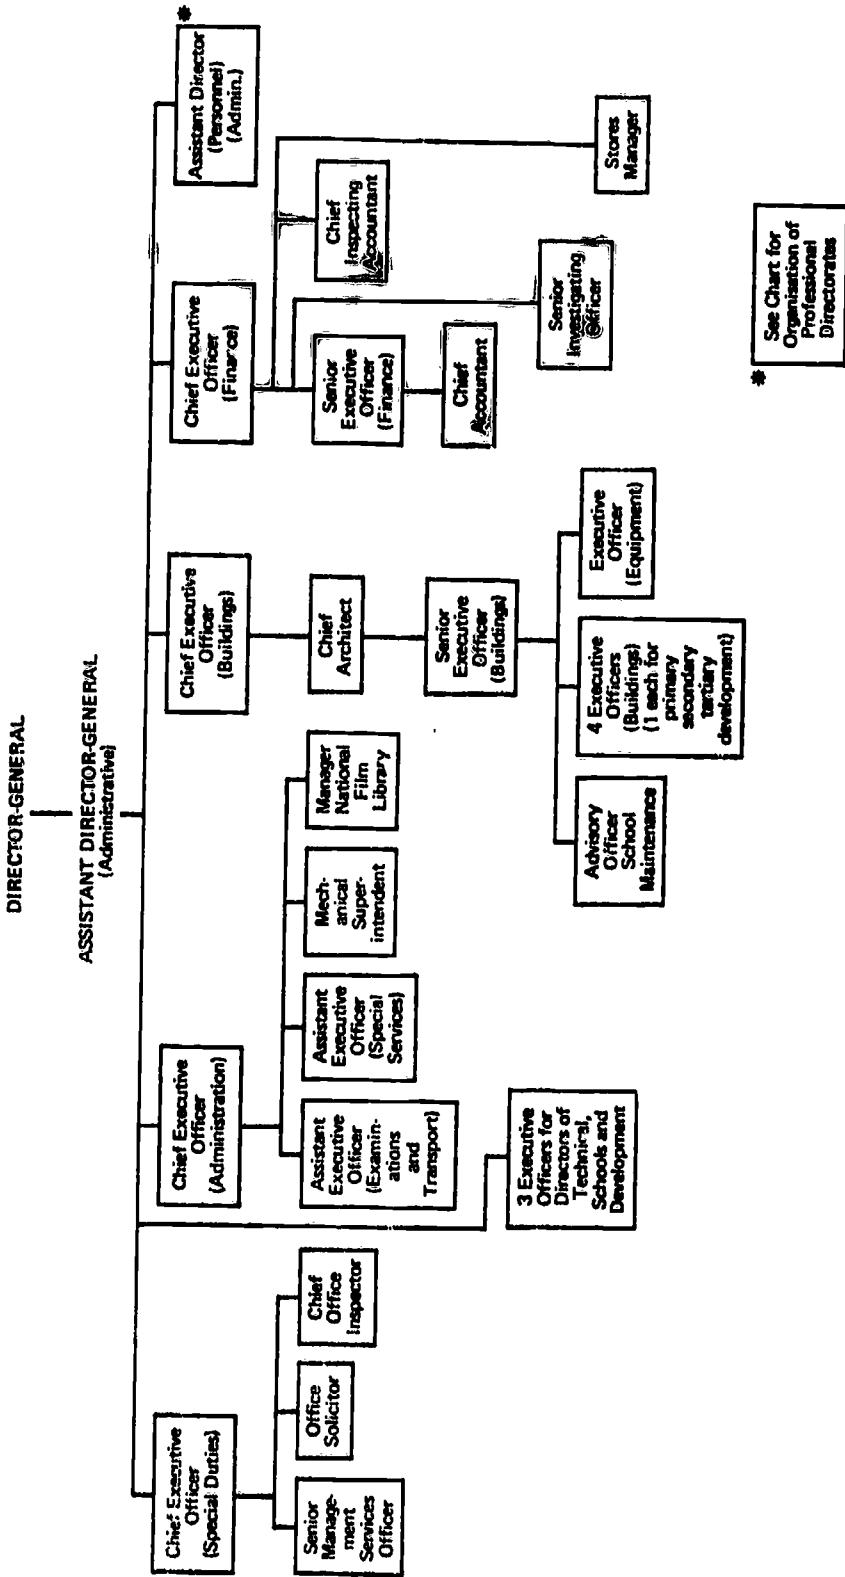 DIRECTOR-GENERAL
ASSISTANT DIRECTOR-GENERAL
(Administrative)
Chief Executive
Officer
(Special Duties)
Chief Executive
Officer
(Administration)
Chief Executive
Officer
(Buildings)
Chief Executive
Officer
(Finance)
Assistant Director
(Personnel)
(Admin.)
*
Senior
Manage-
ment
Services
Officer
Office
Solicitor
Chief
Office
Inspector
Assistant
Executive
Officer
(Examin-
ations
and
Transport)
Assistant
Executive
Officer
(Special
Services)
Mech-
anical
Super-
intendent
Manager
National
Film
Library
Chief
Architect
Senior
Executive
Officer
(Finance)
Chief
Inspecting
Accountant
Senior
Executive
Officer
(Buildings)
Chief
Accountant
3 Executive
Officers for
Directors of
Technical,
Schools and
Development
Senior
Investigating
Officer
Stores
Manager
Advisory
Officer
School
Maintenance
4 Executive
Officers
(Buildings)
(1 each for
primary
secondary
tertiary
development)
Executive
Officer
(Equipment)
*
See Chart for
Organisation of
Professional
Directorates